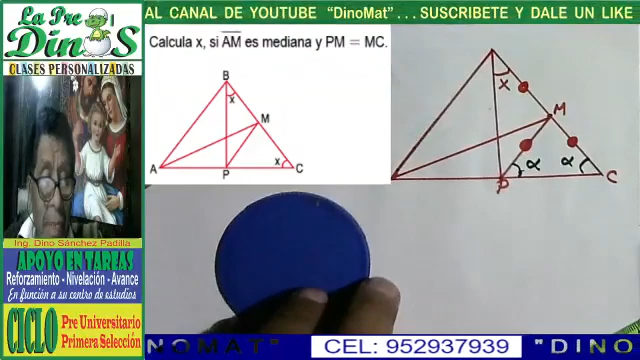 La Pre
DinoS
CLASES PERSONALIZADAS
AL CANAL DE YOUTUBE "DinoMat"... SUSCRIBETE Y DALE UN LIKE
Calcula x, si AM es mediana y PM = MC.
B
x
M
A
P
x
C
x
M
α
α
P
C
Ing. Dino Sánchez Padilla
APOYO EN TAREAS
Reforzamiento - Nivelación - Avance
En función a su centro de estudios
CICLO
Pre Universitario
Primera Selección
NOMAT"
CEL: 952937939
"DINO